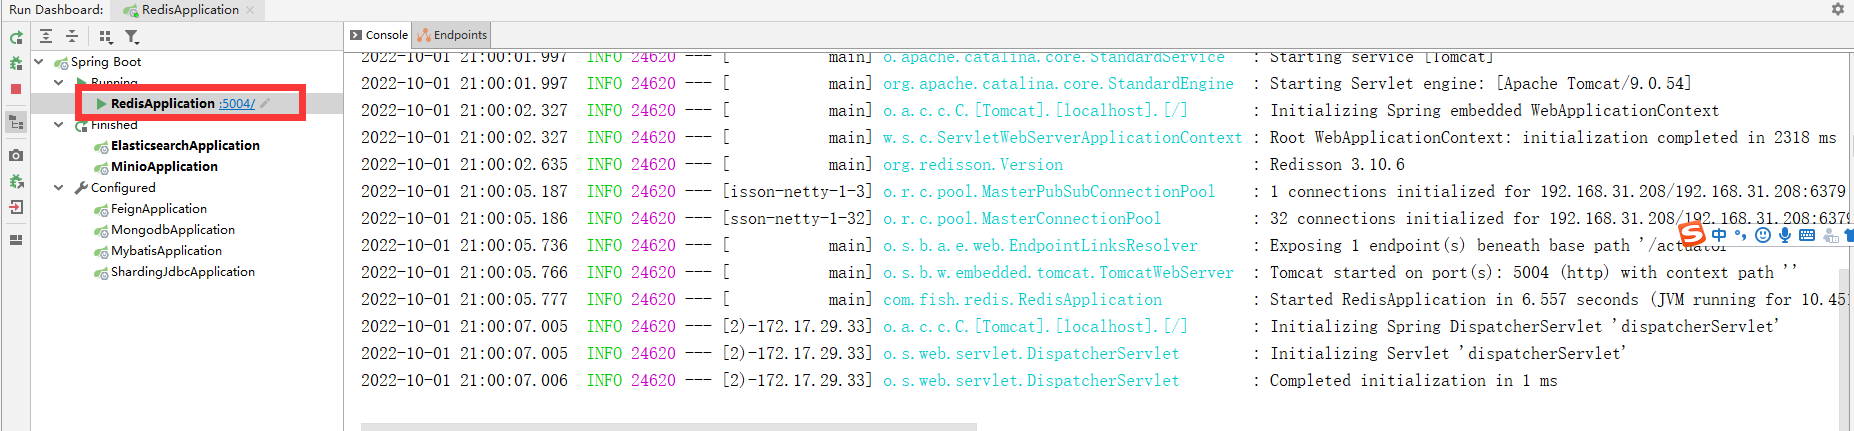 Run Dashboard: RedisApplication
Console Endpoints
Spring Boot
Running
RedisApplication :5004/
Finished
ElasticsearchApplication
MinioApplication
Configured
FeignApplication
MongodbApplication
MybatisApplication
ShardingJdbcApplication
2022-10-01 21:00:01.997 INFO 24620 --- [ main] o.apache.catalina.core.StandardService : Starting service [Tomcat]
2022-10-01 21:00:01.997 INFO 24620 --- [ main] org.apache.catalina.core.StandardEngine : Starting Servlet engine: [Apache Tomcat/9.0.54]
2022-10-01 21:00:02.327 INFO 24620 --- [ main] o.a.c.c.C.[Tomcat].[localhost].[/] : Initializing Spring embedded WebApplicationContext
2022-10-01 21:00:02.327 INFO 24620 --- [ main] w.s.c.ServletWebServerApplicationContext : Root WebApplicationContext: initialization completed in 2318 ms
2022-10-01 21:00:02.635 INFO 24620 --- [ main] org.redisson.Version : Redisson 3.10.6
2022-10-01 21:00:05.187 INFO 24620 --- [isson-netty-1-3] o.r.c.pool.MasterPubSubConnectionPool : 1 connections initialized for 192.168.31.208/192.168.31.208:6379
2022-10-01 21:00:05.186 INFO 24620 --- [sson-netty-1-32] o.r.c.pool.MasterConnectionPool : 32 connections initialized for 192.168.31.208/192.168.31.208:6379
2022-10-01 21:00:05.736 INFO 24620 --- [ main] o.s.b.a.e.web.EndpointLinksResolver : Exposing 1 endpoint(s) beneath base path '/actuator'
2022-10-01 21:00:05.766 INFO 24620 --- [ main] o.s.b.w.embedded.tomcat.TomcatWebServer : Tomcat started on port(s): 5004 (http) with context path ''
2022-10-01 21:00:05.777 INFO 24620 --- [ main] com.fish.redis.RedisApplication : Started RedisApplication in 6.557 seconds (JVM running for 10.451
2022-10-01 21:00:07.005 INFO 24620 --- [2)-172.17.29.33] o.a.c.c.C.[Tomcat].[localhost].[/] : Initializing Spring DispatcherServlet 'dispatcherServlet'
2022-10-01 21:00:07.005 INFO 24620 --- [2)-172.17.29.33] o.s.web.servlet.DispatcherServlet : Initializing Servlet 'dispatcherServlet'
2022-10-01 21:00:07.006 INFO 24620 --- [2)-172.17.29.33] o.s.web.servlet.DispatcherServlet : Completed initialization in 1 ms
S 中